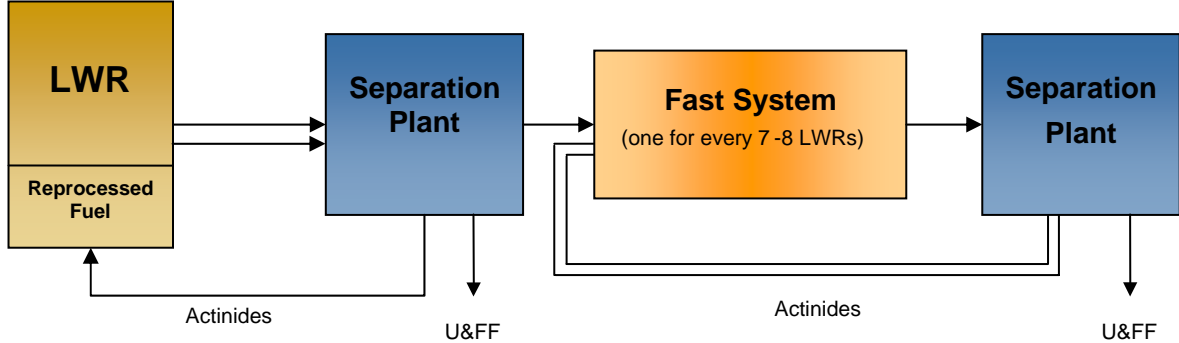 LWR
Reprocessed
Fuel
Separation
Plant
Fast System
(one for every 7 -8 LWRs)
Separation
Plant
Actinides
U&FF
Actinides
U&FF